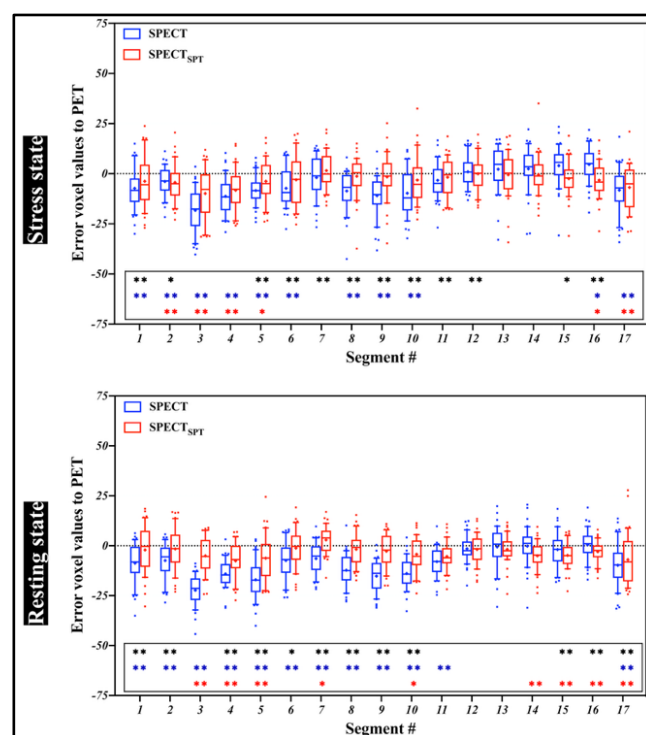 Stress state
Error voxel values to PET
75
50
25
0
-25
-50
-75
SPECT
SPECT_SPT
** * ** ** ** ** ** ** ** ** * **
** ** ** ** ** ** ** ** ** * **
** ** ** * * **
1 2 3 4 5 6 7 8 9 10 11 12 13 14 15 16 17
Segment #
Resting state
Error voxel values to PET
75
50
25
0
-25
-50
-75
SPECT
SPECT_SPT
** ** ** ** * ** ** ** ** ** ** **
** ** ** ** ** ** ** ** ** ** ** **
** ** ** * * ** ** ** **
1 2 3 4 5 6 7 8 9 10 11 12 13 14 15 16 17
Segment #